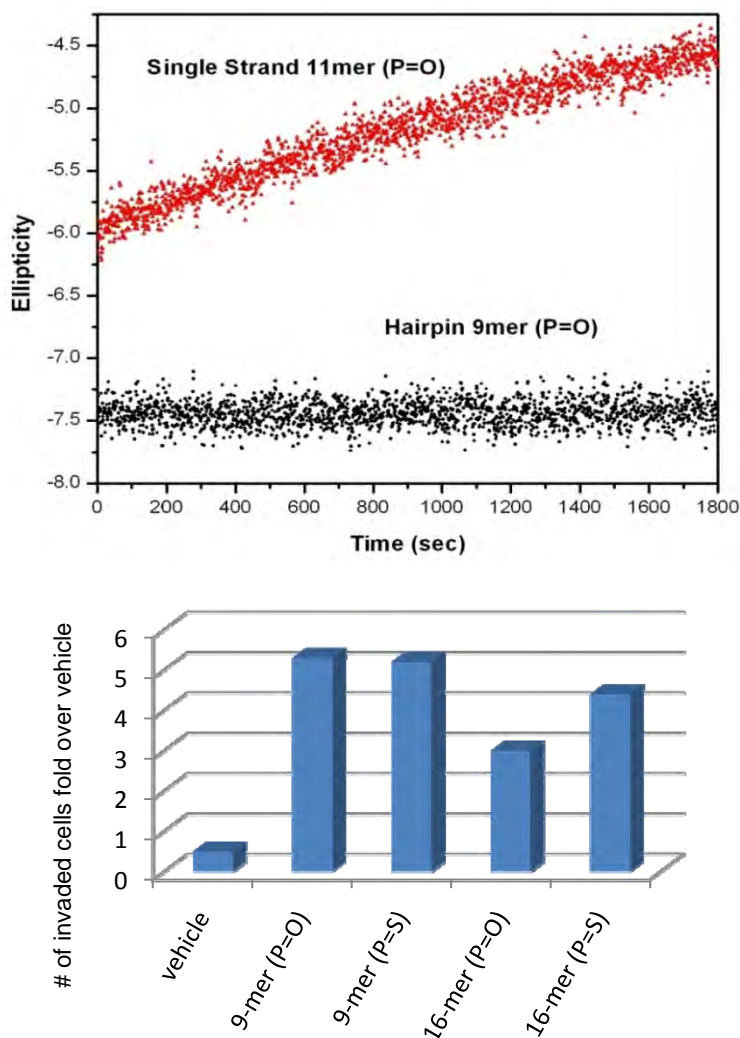 -4.5
Single Strand 11mer (P=O)
-5.0
-5.5
-6.0
Ellipticity
-6.5
Hairpin 9mer (P=O)
-7.0
-7.5
-8.0
0 200 400 600 800 1000 1200 1400 1600 1800
Time (sec)
# of invaded cells fold over vehicle
6
5
4
3
2
1
0
vehicle
9-mer (P=O)
9-mer (P=S)
16-mer (P=O)
16-mer (P=S)